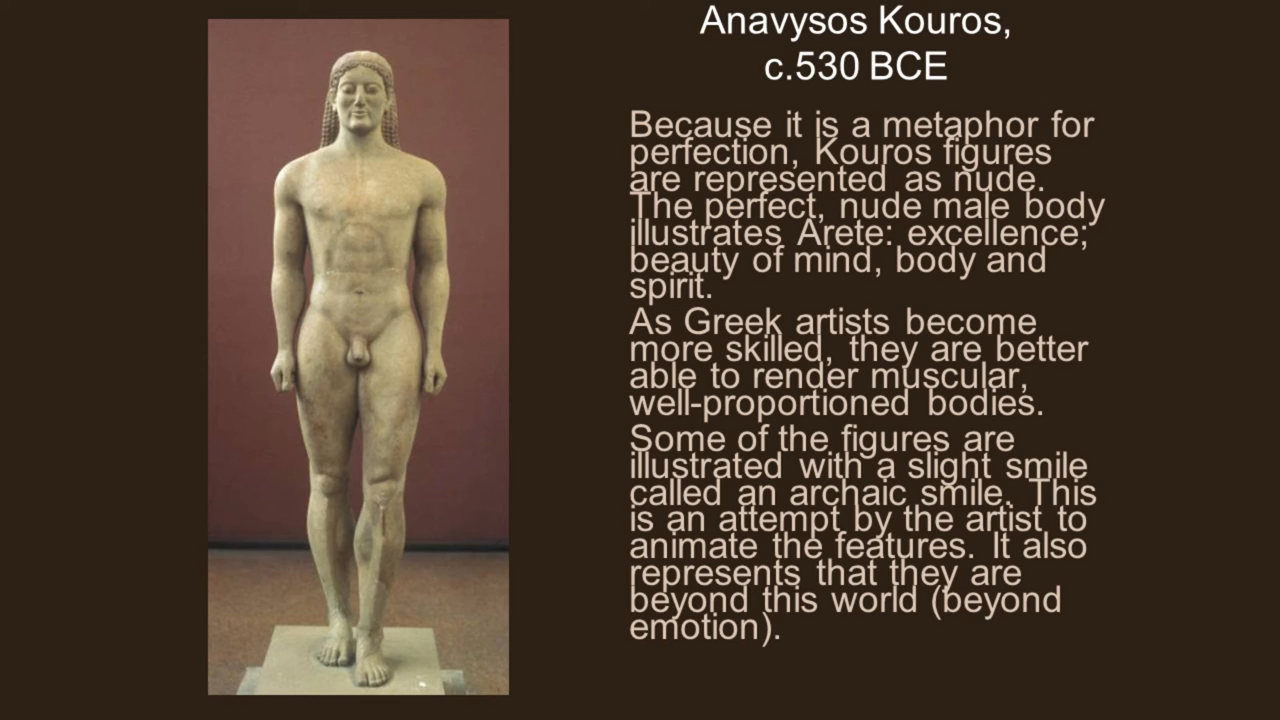 Anavysos Kouros,
c.530 BCE
Because it is a metaphor for
perfection, Kouros figures
are represented as nude.
The perfect, nude male body
illustrates Arete: excellence;
beauty of mind, body and
spirit.
As Greek artists become
more skilled, they are better
able to render muscular,
well-proportioned bodies.
Some of the figures are
illustrated with a slight smile
called an archaic smile. This
is an attempt by the artist to
animate the features. It also
represents that they are
beyond this world (beyond
emotion).